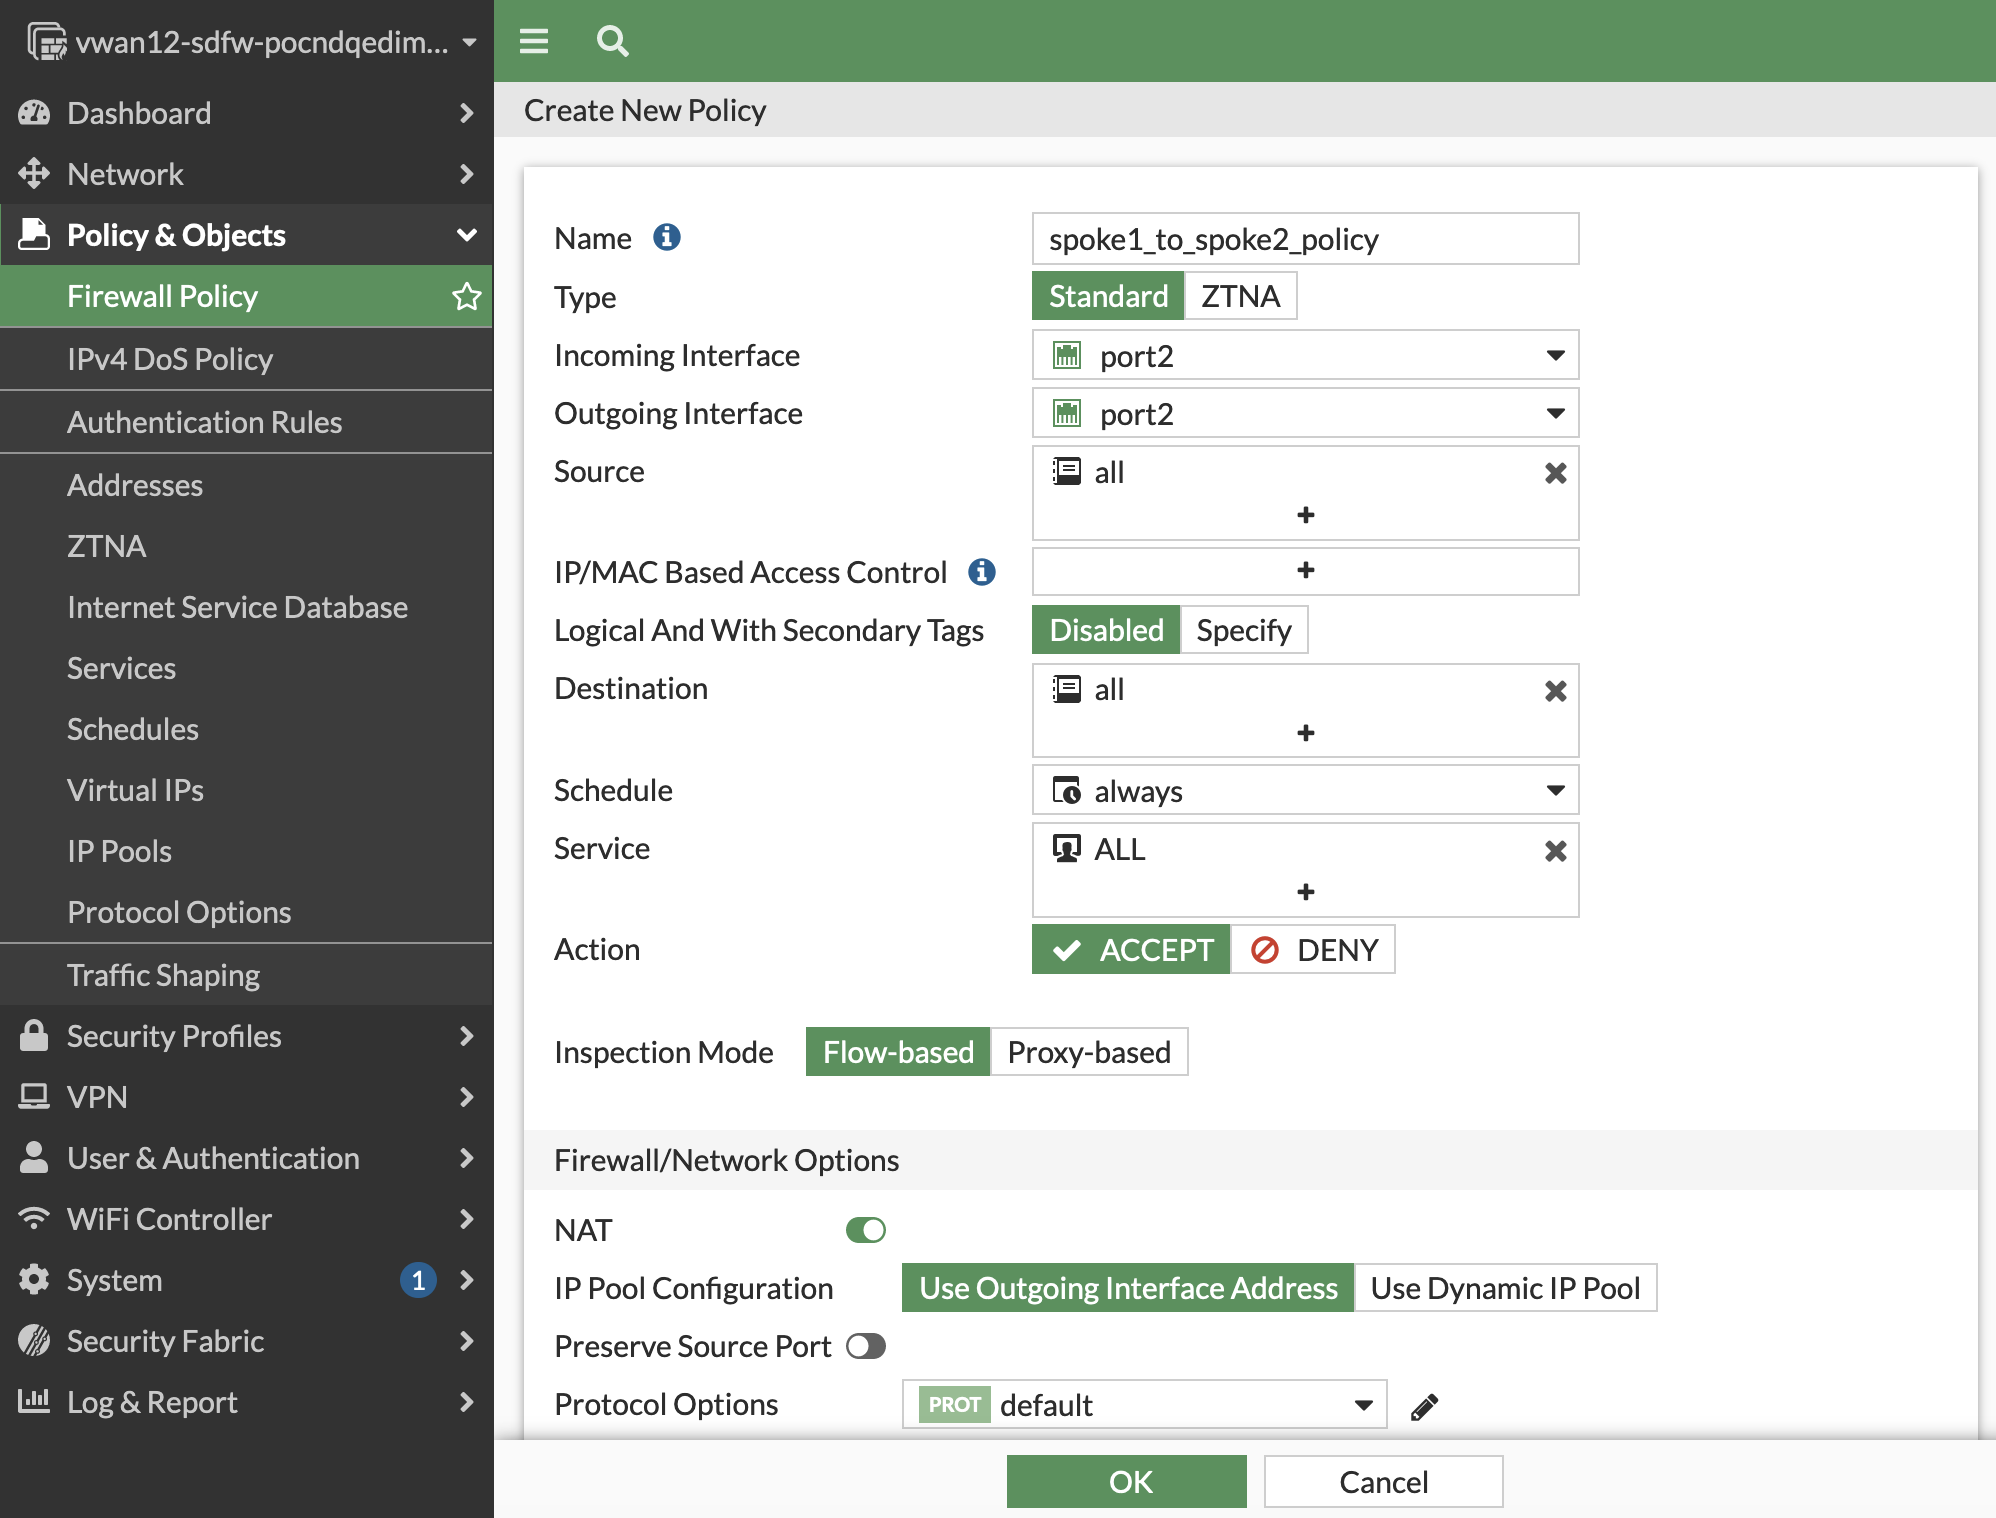 vwan12-sdfw-pocndqedim...
Dashboard
Network
Policy & Objects
Firewall Policy
IPv4 DoS Policy
Authentication Rules
Addresses
ZTNA
Internet Service Database
Services
Schedules
Virtual IPs
IP Pools
Protocol Options
Traffic Shaping
Security Profiles
VPN
User & Authentication
WiFi Controller
System 1
Security Fabric
Log & Report
Create New Policy
Name spoke1_to_spoke2_policy
Type Standard ZTNA
Incoming Interface port2
Outgoing Interface port2
Source all
IP/MAC Based Access Control
Logical And With Secondary Tags Disabled Specify
Destination all
Schedule always
Service ALL
Action ACCEPT DENY
Inspection Mode Flow-based Proxy-based
Firewall/Network Options
NAT
IP Pool Configuration Use Outgoing Interface Address Use Dynamic IP Pool
Preserve Source Port
Protocol Options PROT default
OK Cancel